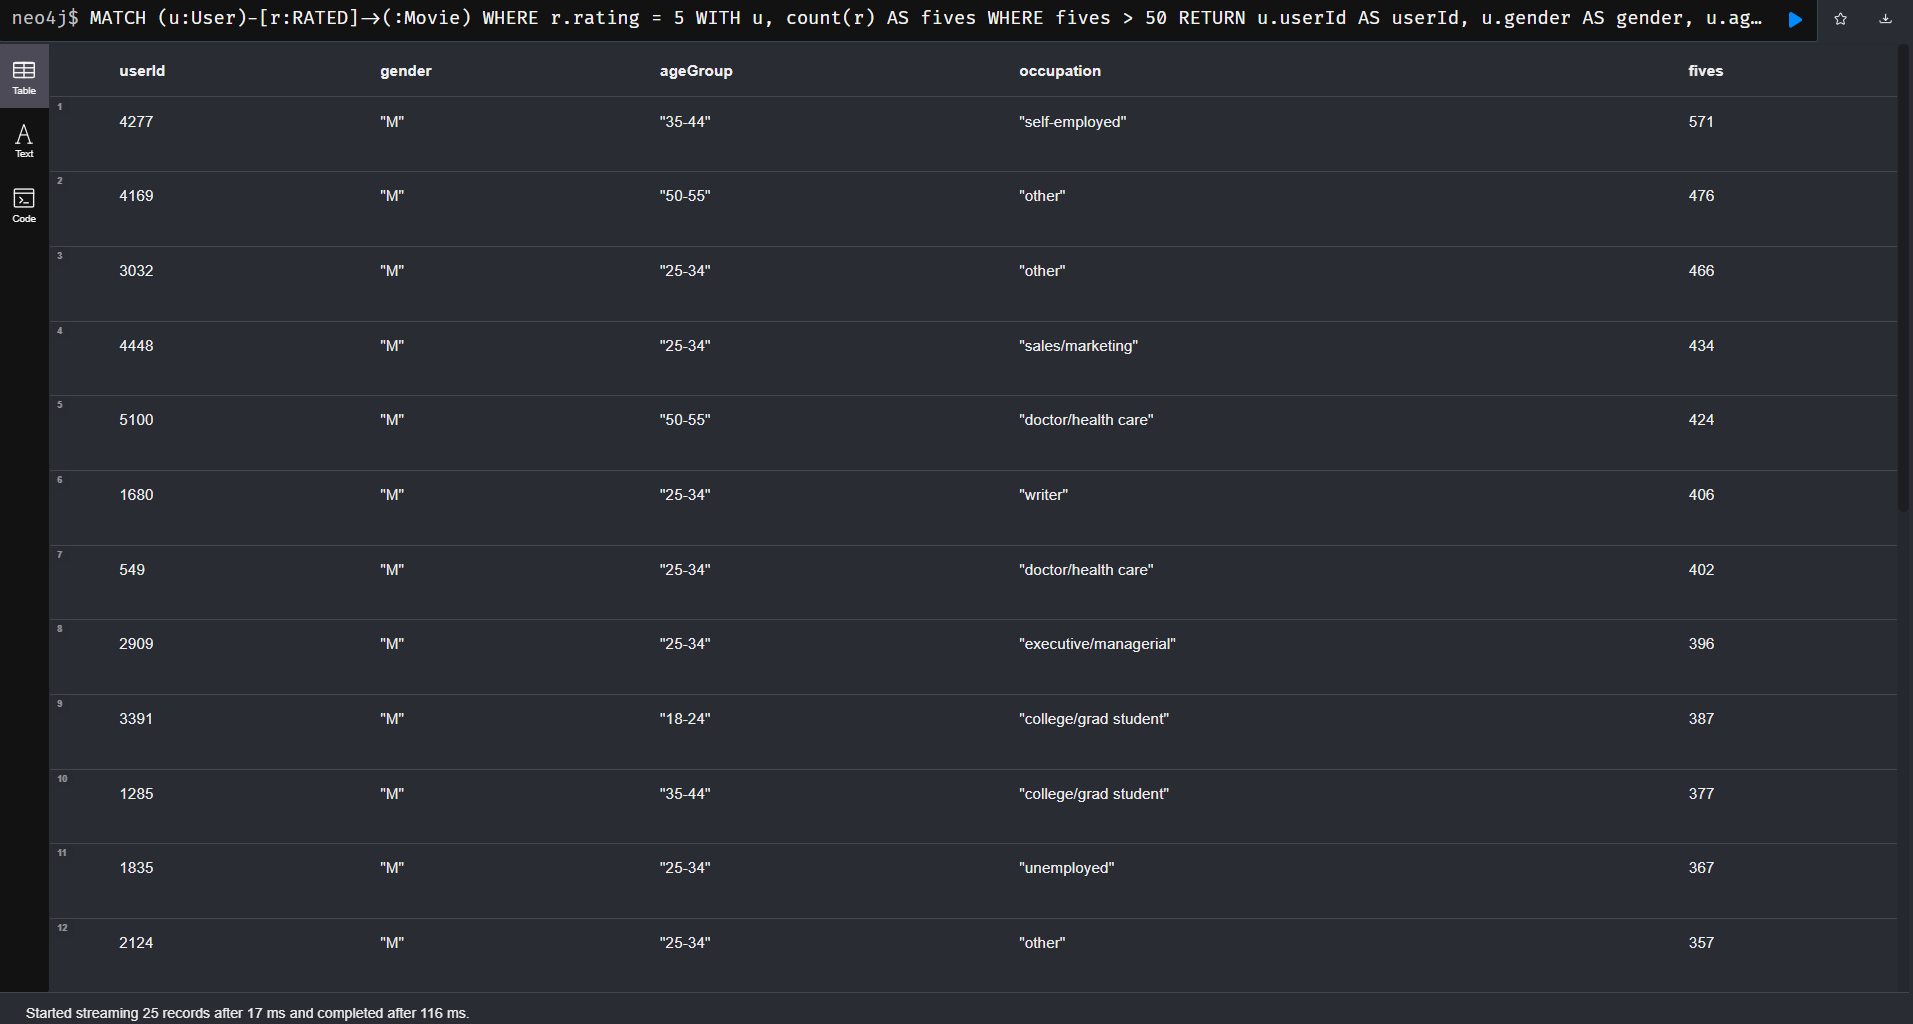 neo4j$ MATCH (u:User)-[r:RATED]→(:Movie) WHERE r.rating = 5 WITH u, count(r) AS fives WHERE fives > 50 RETURN u.userId AS userId, u.gender AS gender, u.ag…
Table
Text
Code
userId gender ageGroup occupation fives
1 4277 "M" "35-44" "self-employed" 571
2 4169 "M" "50-55" "other" 476
3 3032 "M" "25-34" "other" 466
4 4448 "M" "25-34" "sales/marketing" 434
5 5100 "M" "50-55" "doctor/health care" 424
6 1680 "M" "25-34" "writer" 406
7 549 "M" "25-34" "doctor/health care" 402
8 2909 "M" "25-34" "executive/managerial" 396
9 3391 "M" "18-24" "college/grad student" 387
10 1285 "M" "35-44" "college/grad student" 377
11 1835 "M" "25-34" "unemployed" 367
12 2124 "M" "25-34" "other" 357
Started streaming 25 records after 17 ms and completed after 116 ms.